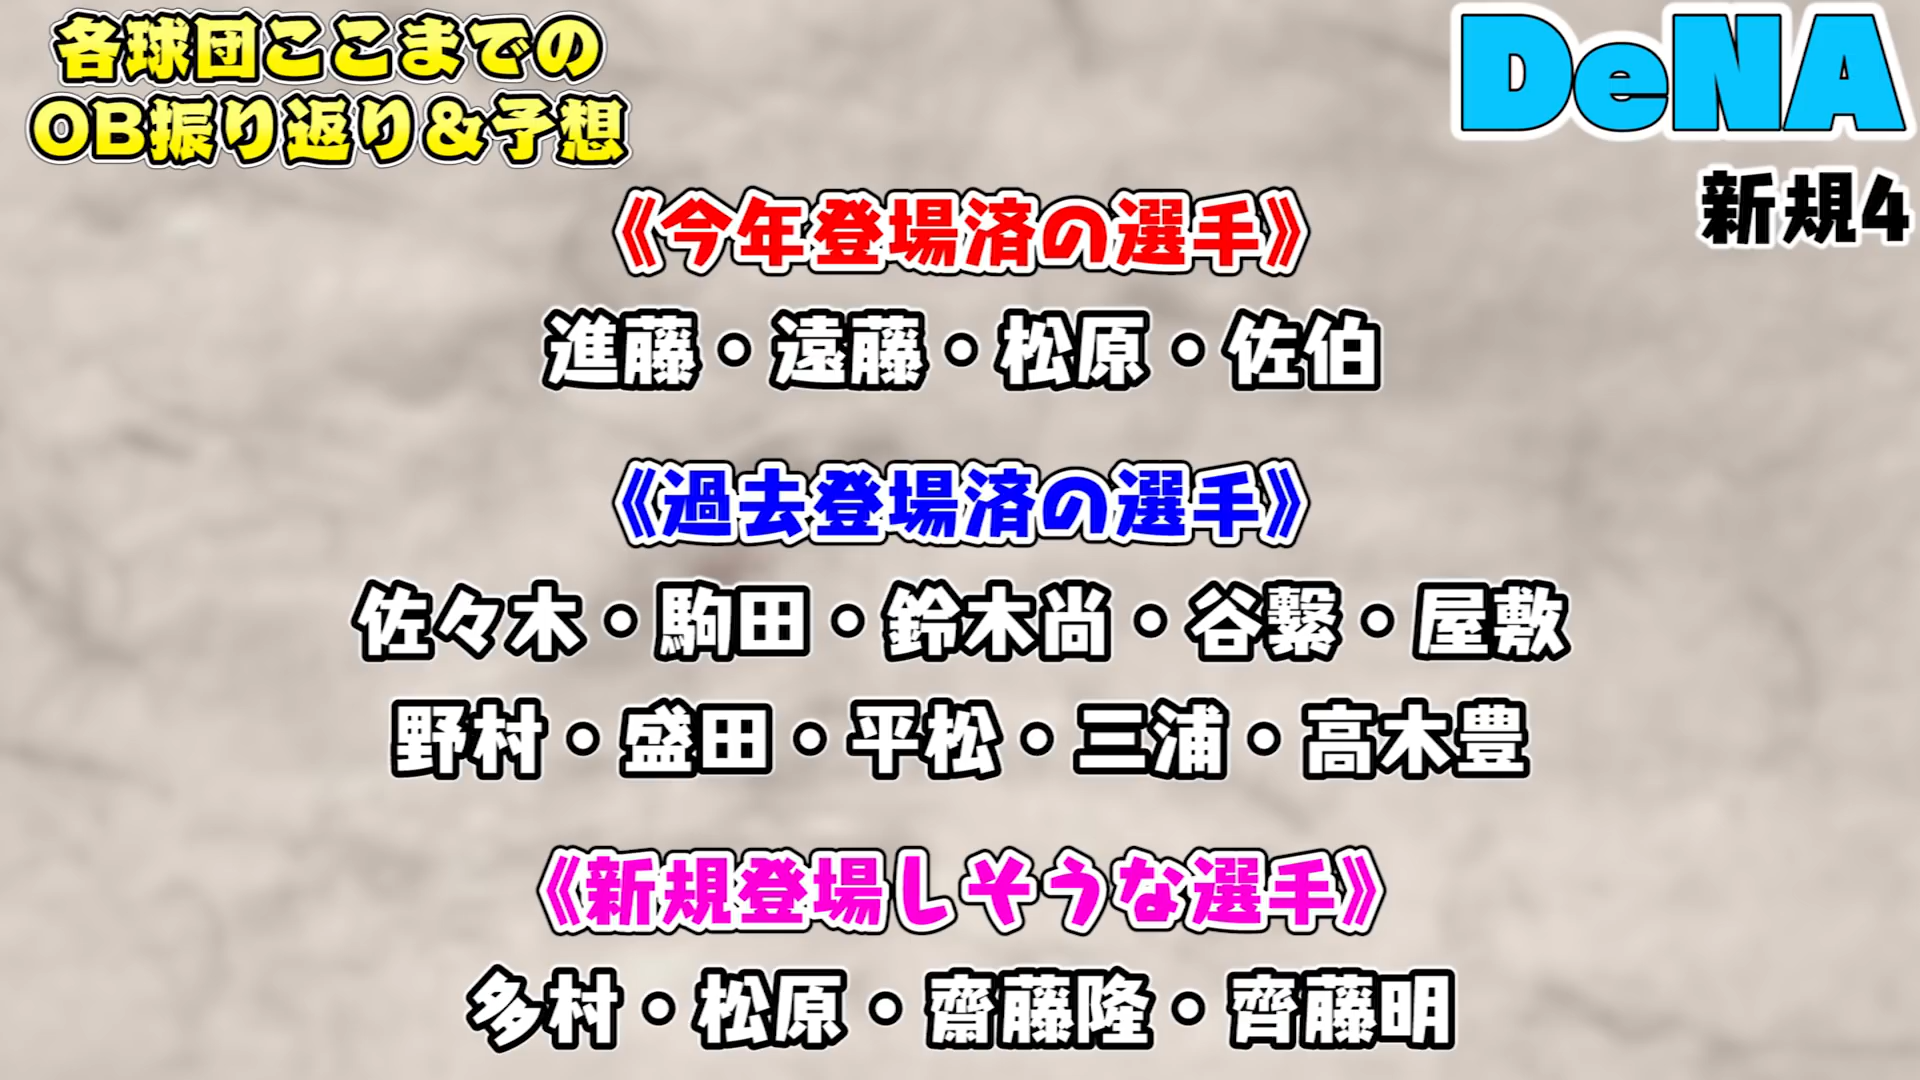 各球団ここまでの
OB振り返り&予想
DeNA
新規4
《今年登場済の選手》
進藤・遠藤・松原・佐伯
《過去登場済の選手》
佐々木・駒田・鈴木尚・谷繫・屋敷
野村・盛田・平松・三浦・高木豊
《新規登場しそうな選手》
多村・松原・齋藤隆・齊藤明